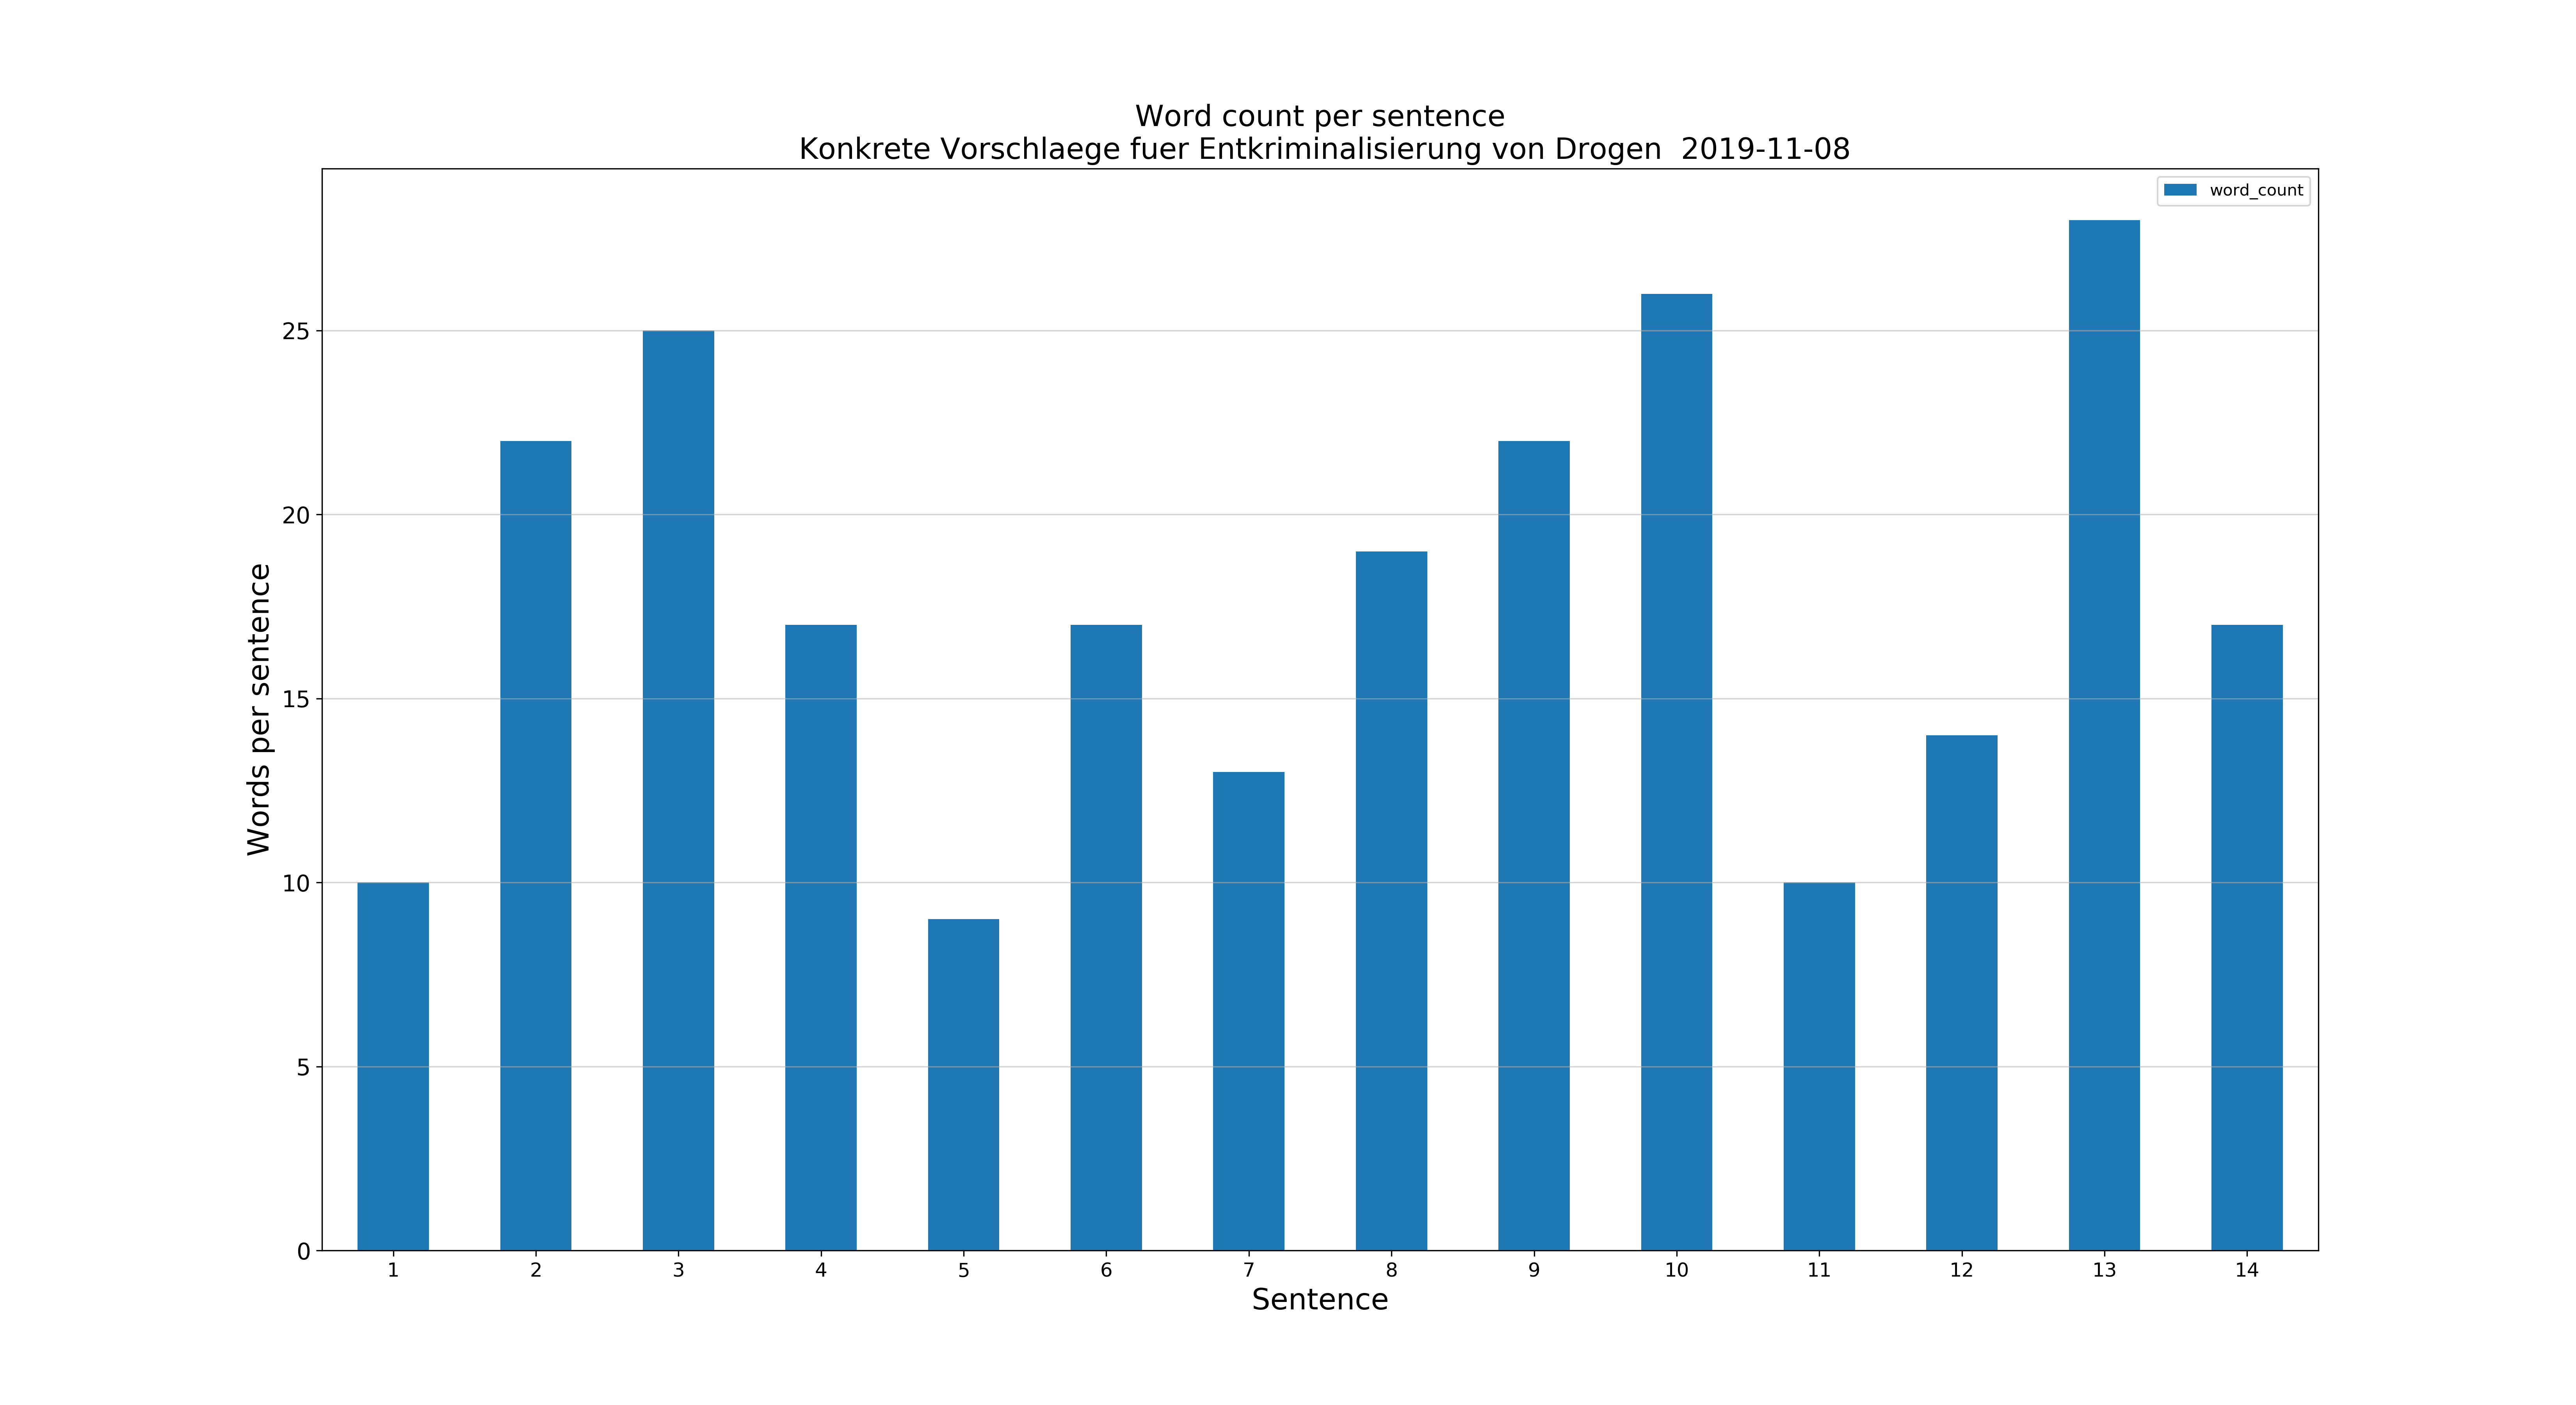 Word count per sentence
Konkrete Vorschlaege fuer Entkriminalisierung von Drogen  2019-11-08
word_count
Words per sentence
25
20
15
10
5
0
1 2 3 4 5 6 7 8 9 10 11 12 13 14
Sentence